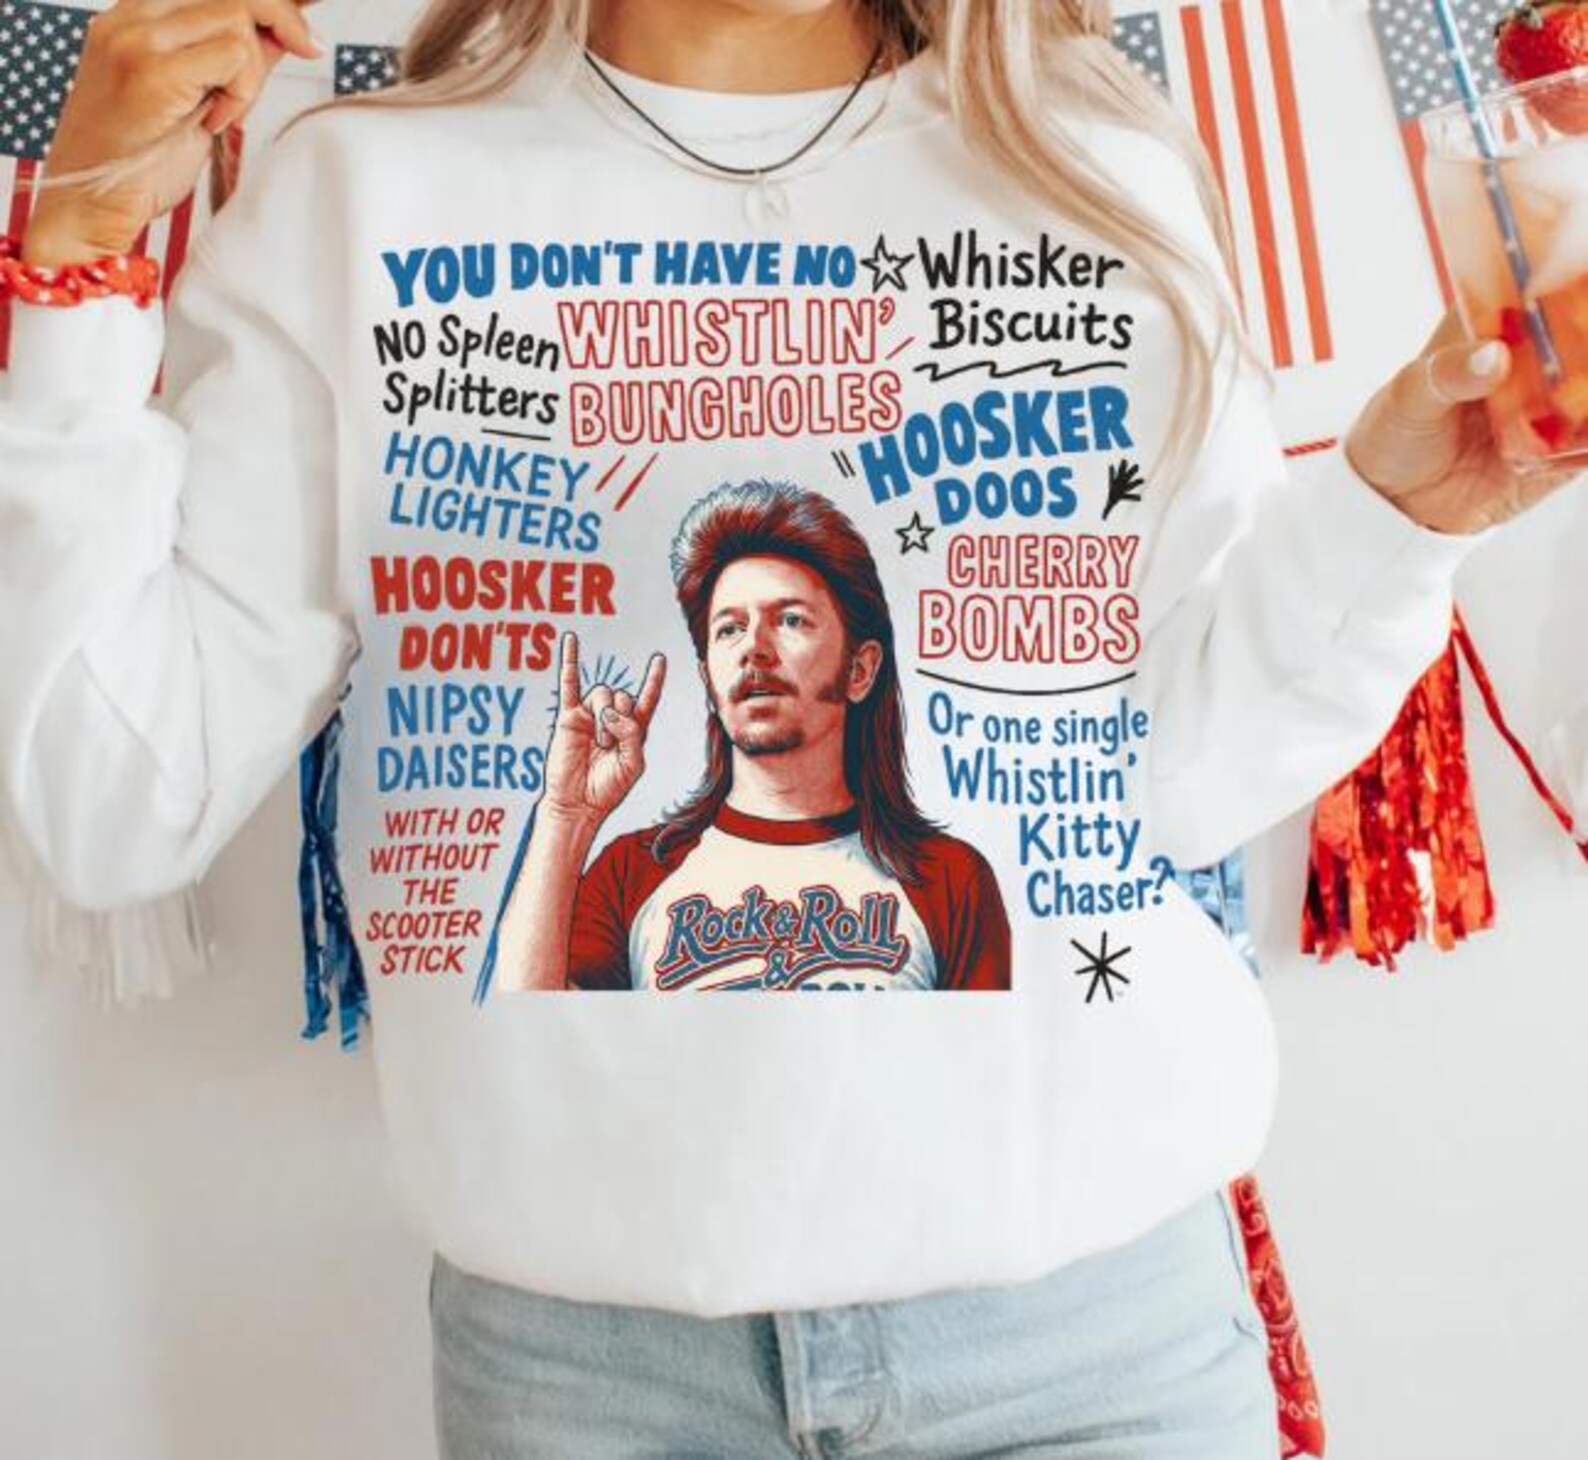 YOU DON'T HAVE NO
WHISTLIN'
BUNGHOLES
NO Spleen
Splitters
Whisker
Biscuits
HONKEY
LIGHTERS
HOOSKER
DOOS
HOOSKER
DON'TS
CHERRY
BOMBS
NIPSY
DAISERS
WITH OR
WITHOUT
THE
SCOOTER
STICK
Or one single
Whistlin'
Kitty
Chaser?
Rock & Roll
&